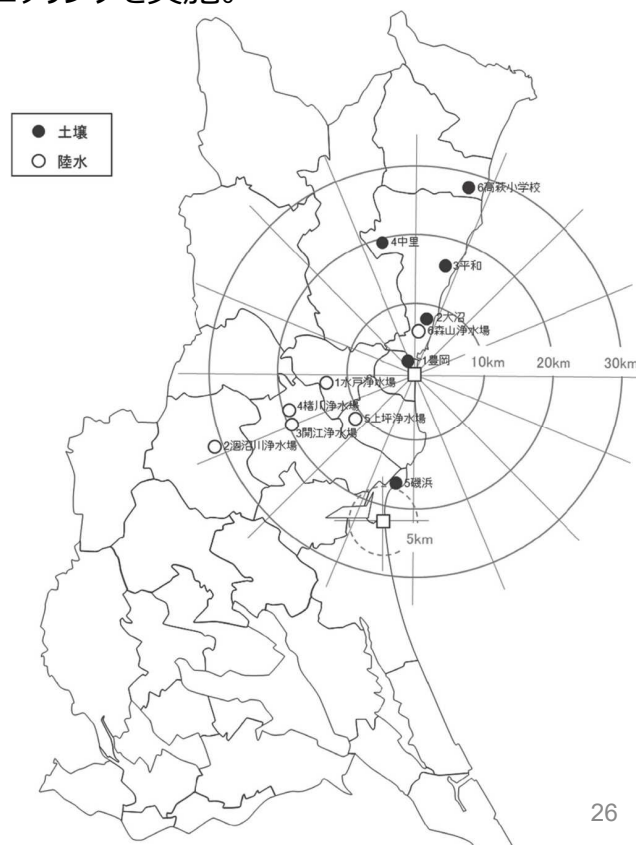 ニタリングを実施。
● 土壌
○ 陸水
6高萩小学校
4中里
3平和
2大沼
6森山浄水場
1豊岡
10km
20km
30km
1水戸浄水場
4楮川浄水場
5上坪浄水場
3開江浄水場
2涸沼川浄水場
5磯浜
5km
26